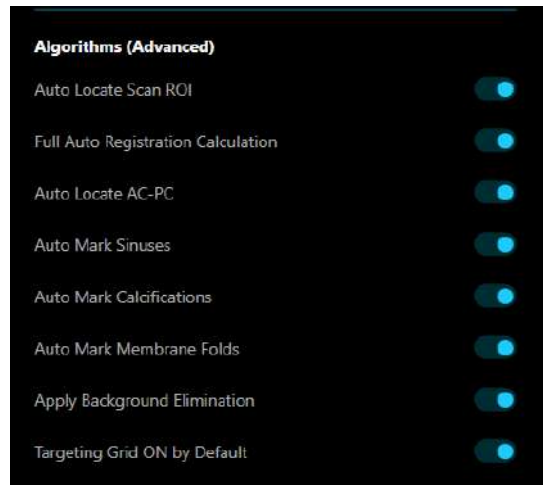 Algorithms (Advanced)
Auto Locate Scan ROI
Full Auto Registration Calculation
Auto Locate AC-PC
Auto Mark Sinuses
Auto Mark Calcifications
Auto Mark Membrane Folds
Apply Background Elimination
Targeting Grid ON by Default